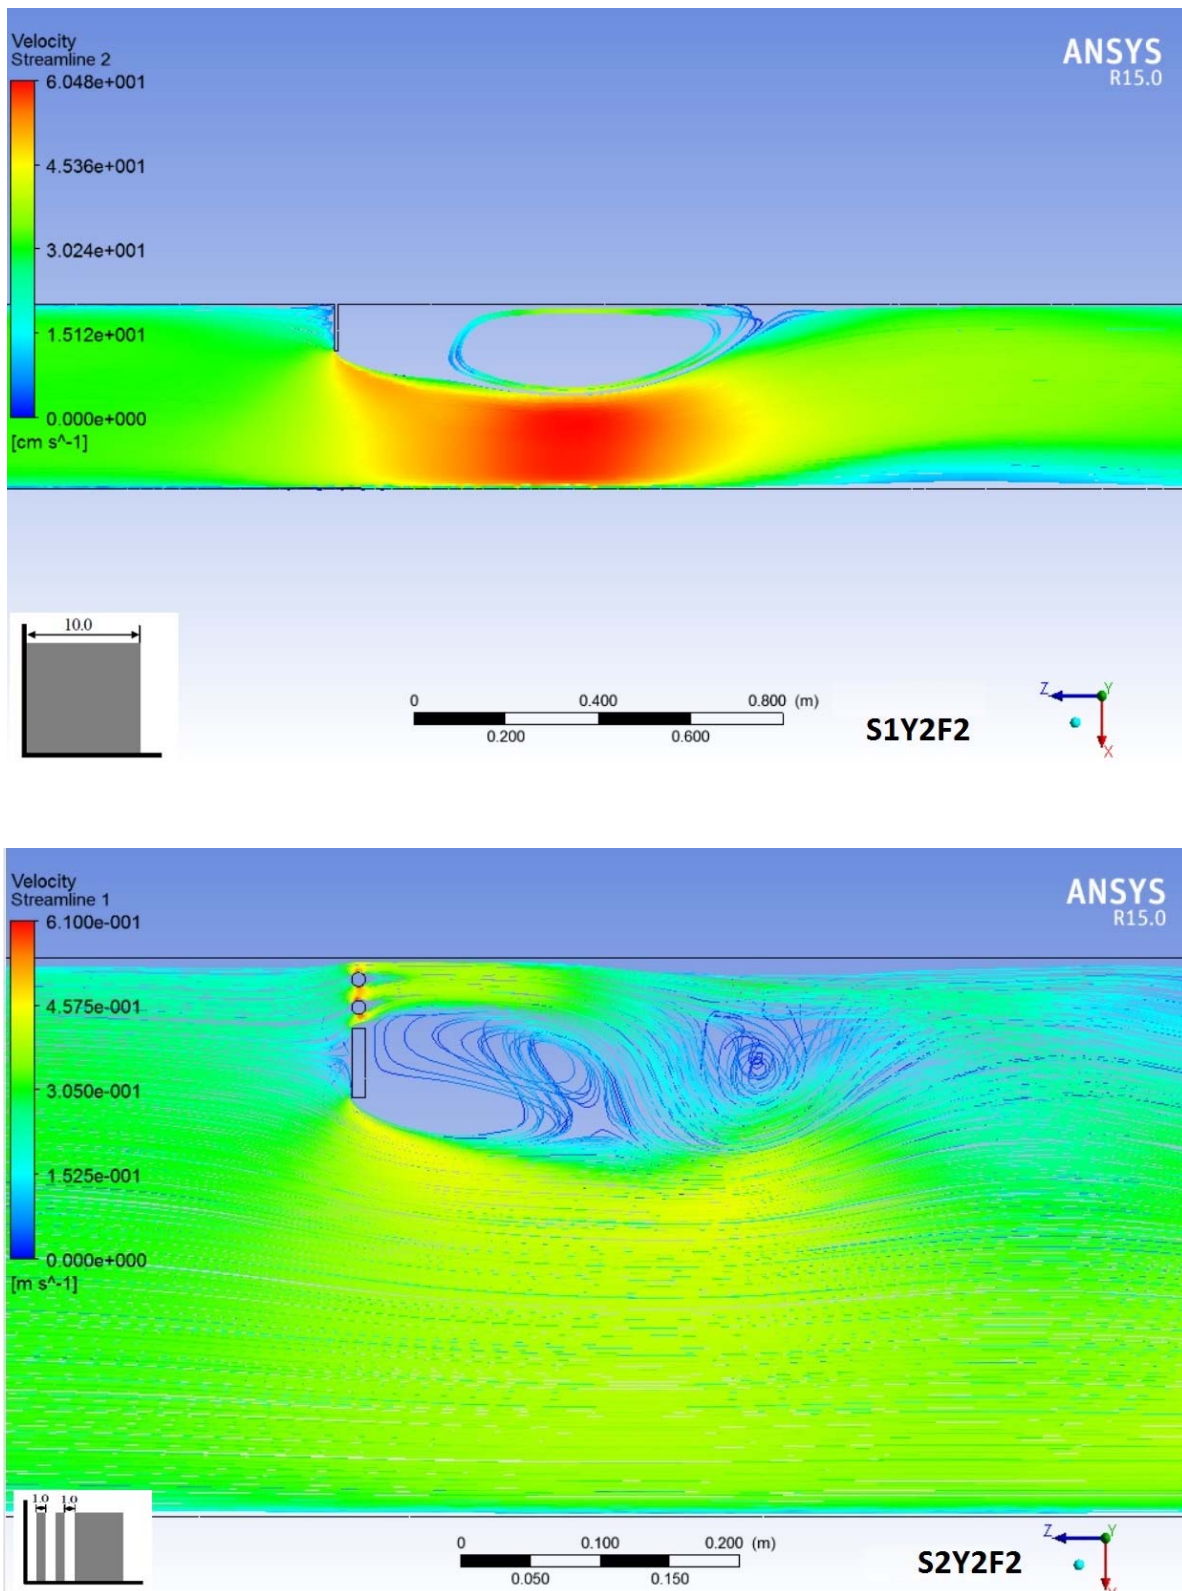 Velocity
Streamline 2
6.048e+001
4.536e+001
3.024e+001
1.512e+001
0.000e+000
[cm s^-1]
ANSYS
R15.0
10.0
0 0.400 0.800 (m)
0.200 0.600
S1Y2F2
Z Y
X
Velocity
Streamline 1
6.100e-001
4.575e-001
3.050e-001
1.525e-001
0.000e+000
[m s^-1]
ANSYS
R15.0
1.0 1.0
0 0.100 0.200 (m)
0.050 0.150
S2Y2F2
Z Y
X